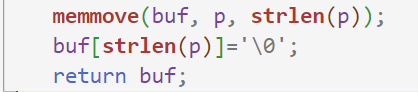 memmove(buf, p, strlen(p));
buf[strlen(p)]='\0';
return buf;